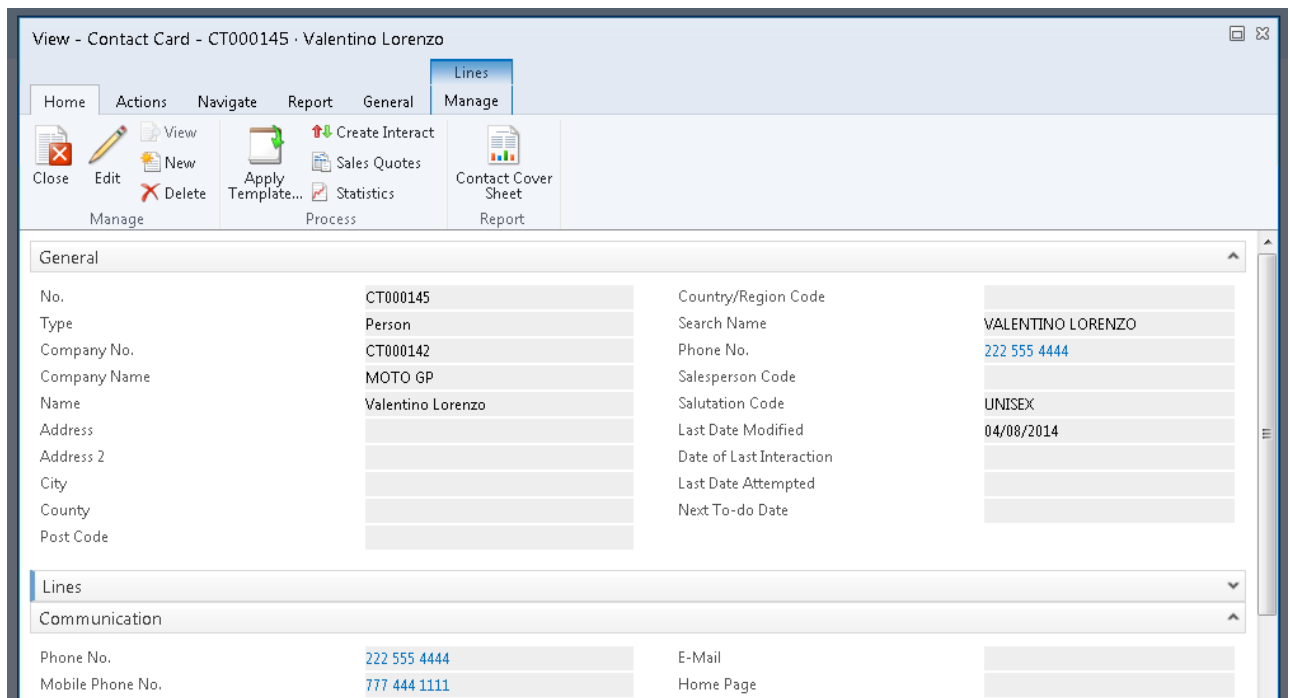 View - Contact Card - CT000145 · Valentino Lorenzo
Lines
Home Actions Navigate Report General Manage
Close
Edit
View
New
Delete
Manage
Apply
Template...
Create Interact
Sales Quotes
Statistics
Process
Contact Cover
Sheet
Report
General
No. CT000145
Type Person
Company No. CT000142
Company Name MOTO GP
Name Valentino Lorenzo
Address
Address 2
City
County
Post Code
Country/Region Code
Search Name VALENTINO LORENZO
Phone No. 222 555 4444
Salesperson Code
Salutation Code UNISEX
Last Date Modified 04/08/2014
Date of Last Interaction
Last Date Attempted
Next To-do Date
Lines
Communication
Phone No. 222 555 4444
Mobile Phone No. 777 444 1111
E-Mail
Home Page